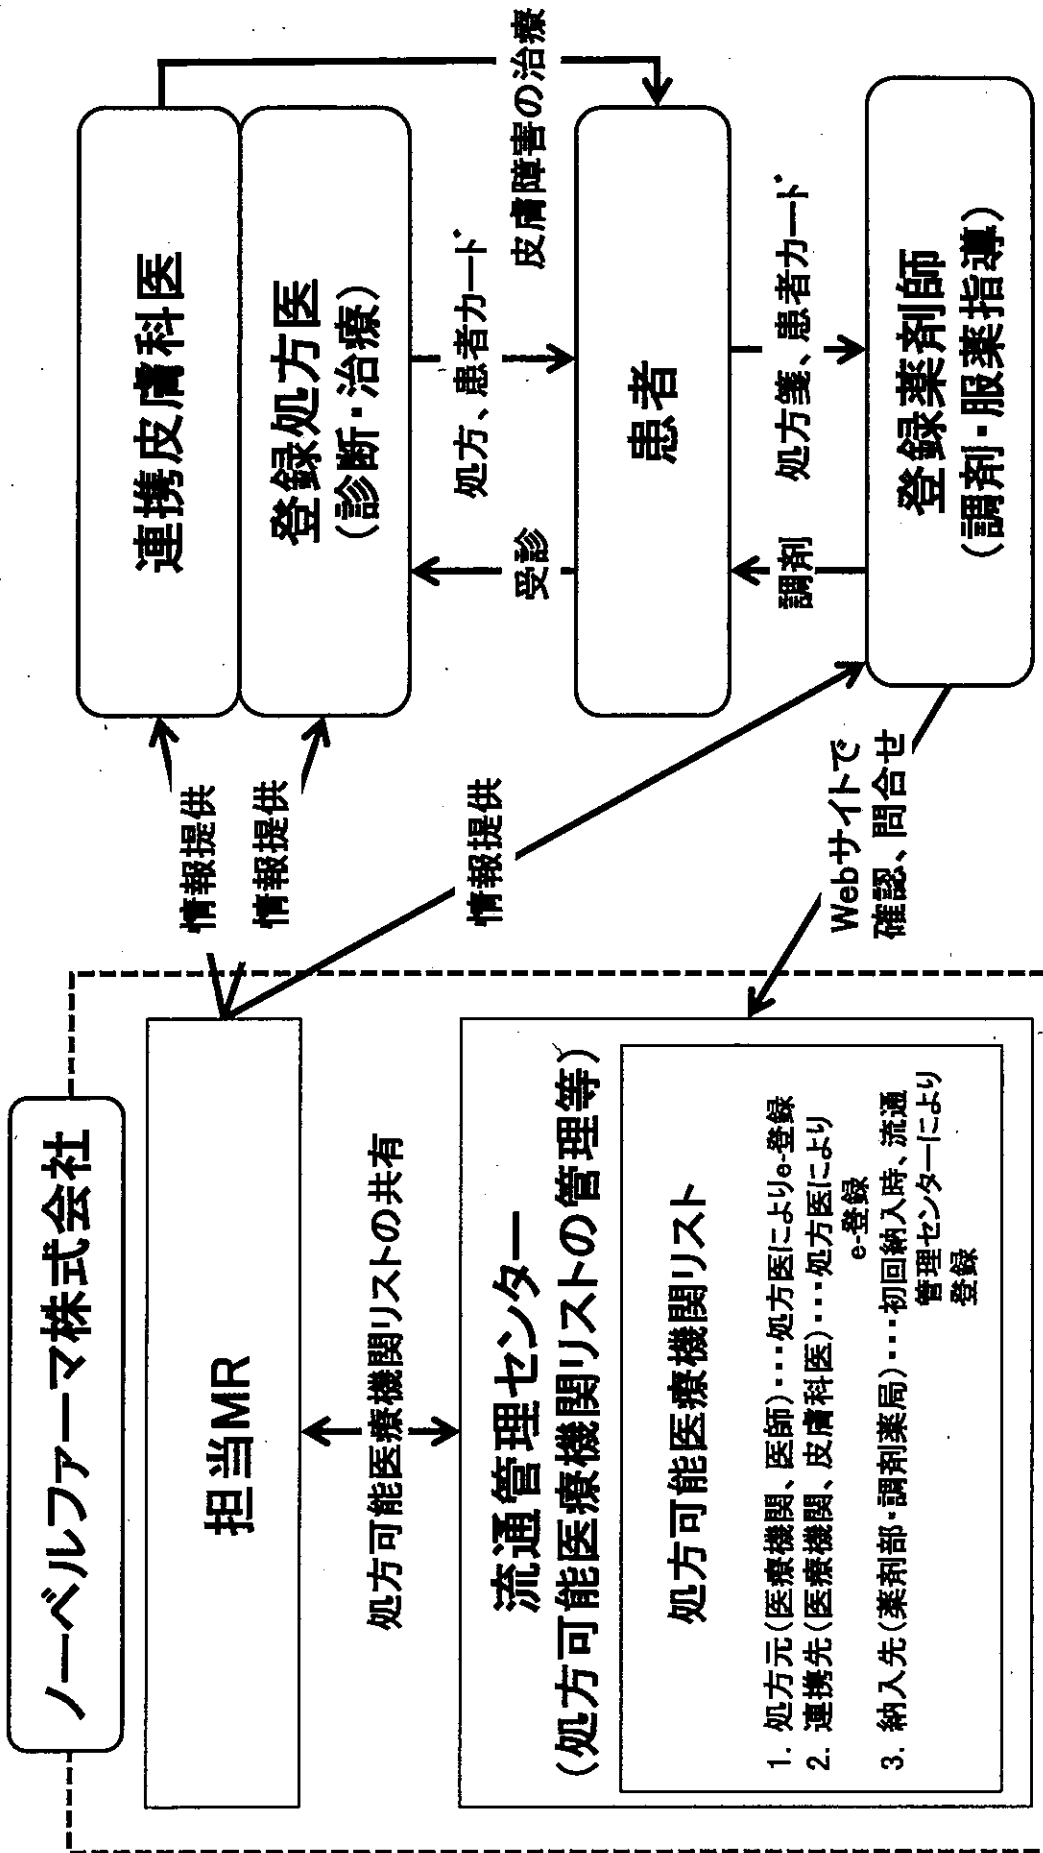 ノーベルファーマ株式会社
担当MR
処方可能医療機関リストの共有
流通管理センター
(処方可能医療機関リストの管理等)
処方可能医療機関リスト
1. 処方元(医療機関、医師)･･･処方医によりe-登録
2. 連携先(医療機関、皮膚科医)･･･処方医により
e-登録
3. 納入先(薬剤部・調剤薬局)･･･初回納入時、流通
管理センターにより
登録
情報提供
情報提供
情報提供
Webサイトで
確認、問合せ
連携皮膚科医
登録処方医
(診断・治療)
受診
処方、患者カード
皮膚障害の治療
患者
調剤
処方箋、患者カード
登録薬剤師
(調剤・服薬指導)